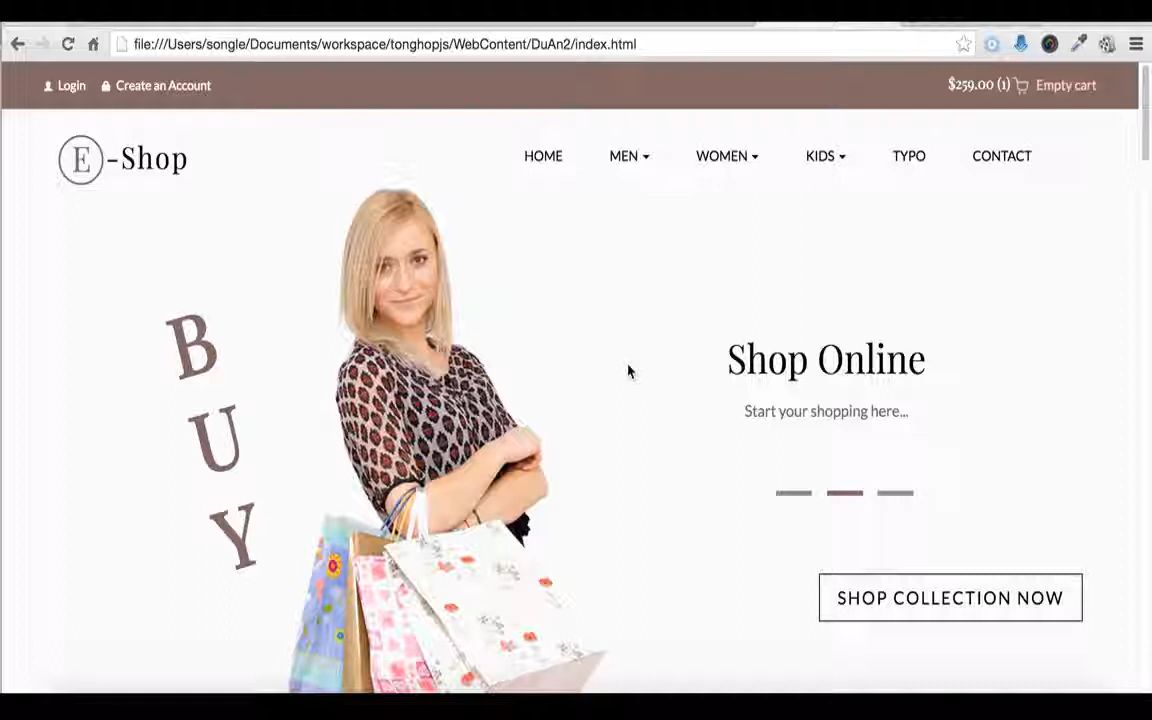 file:///Users/songle/Documents/workspace/tonghopjs/WebContent/DuAn2/index.html
Login Create an Account $259.00 (1) Empty cart
E-Shop HOME MEN WOMEN KIDS TYPO CONTACT
BUY
Shop Online
Start your shopping here...
SHOP COLLECTION NOW